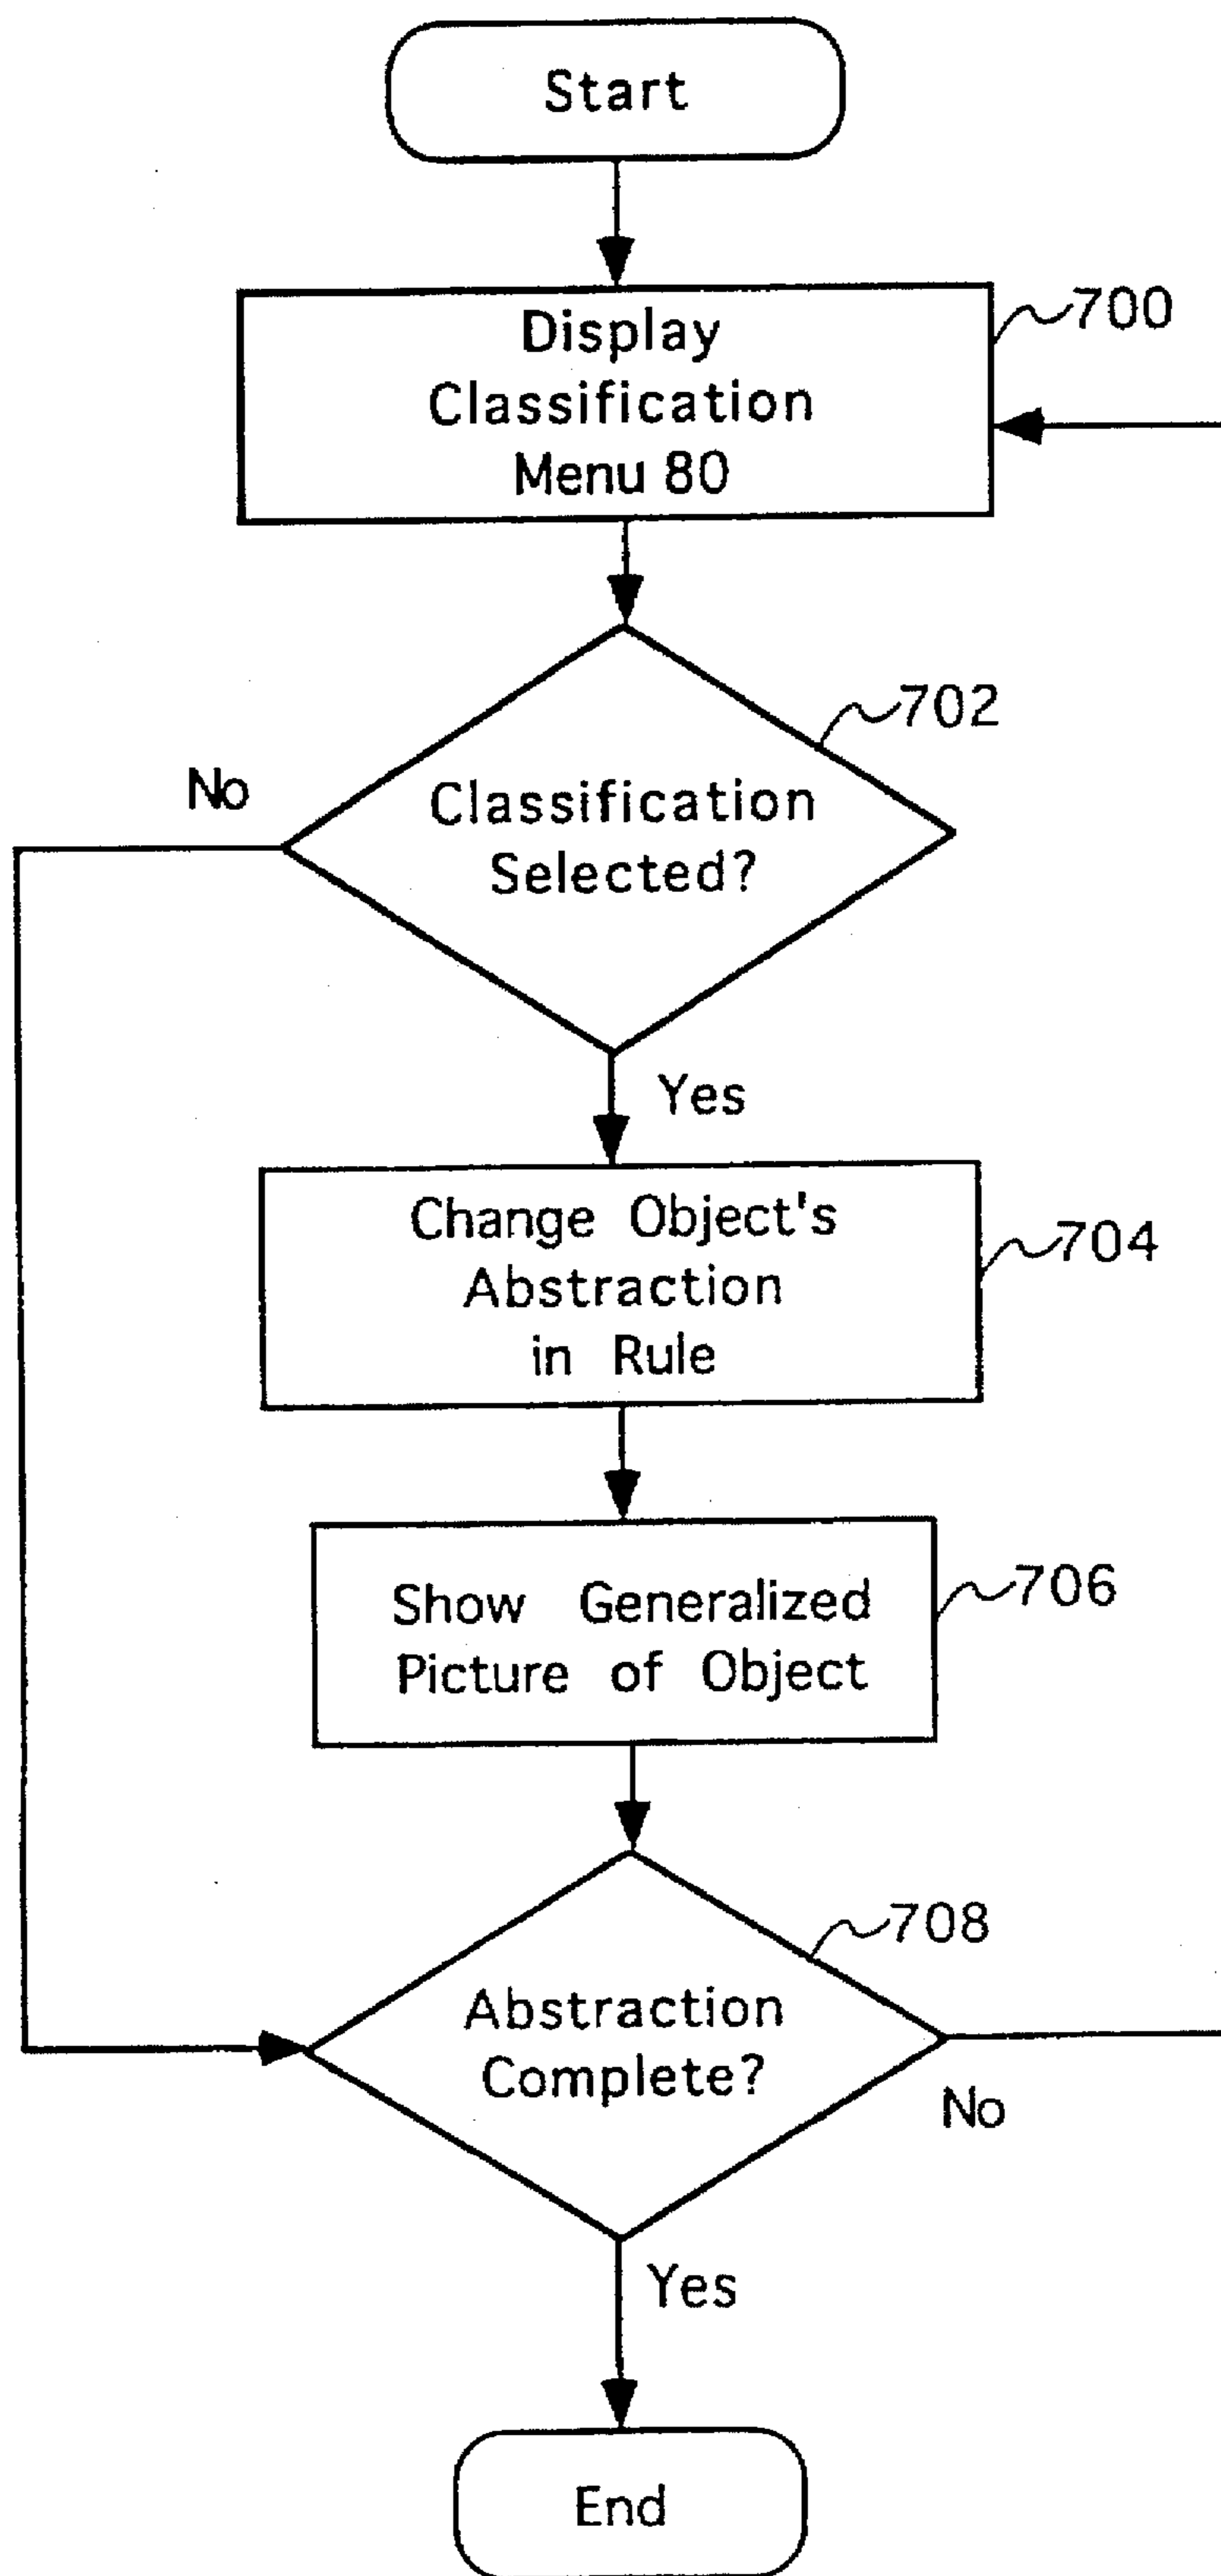 Start
Display
Classification
Menu 80
700
702
No
Classification
Selected?
Yes
Change Object's
Abstraction
in Rule
704
Show Generalized
Picture of Object
706
708
Abstraction
Complete?
No
Yes
End